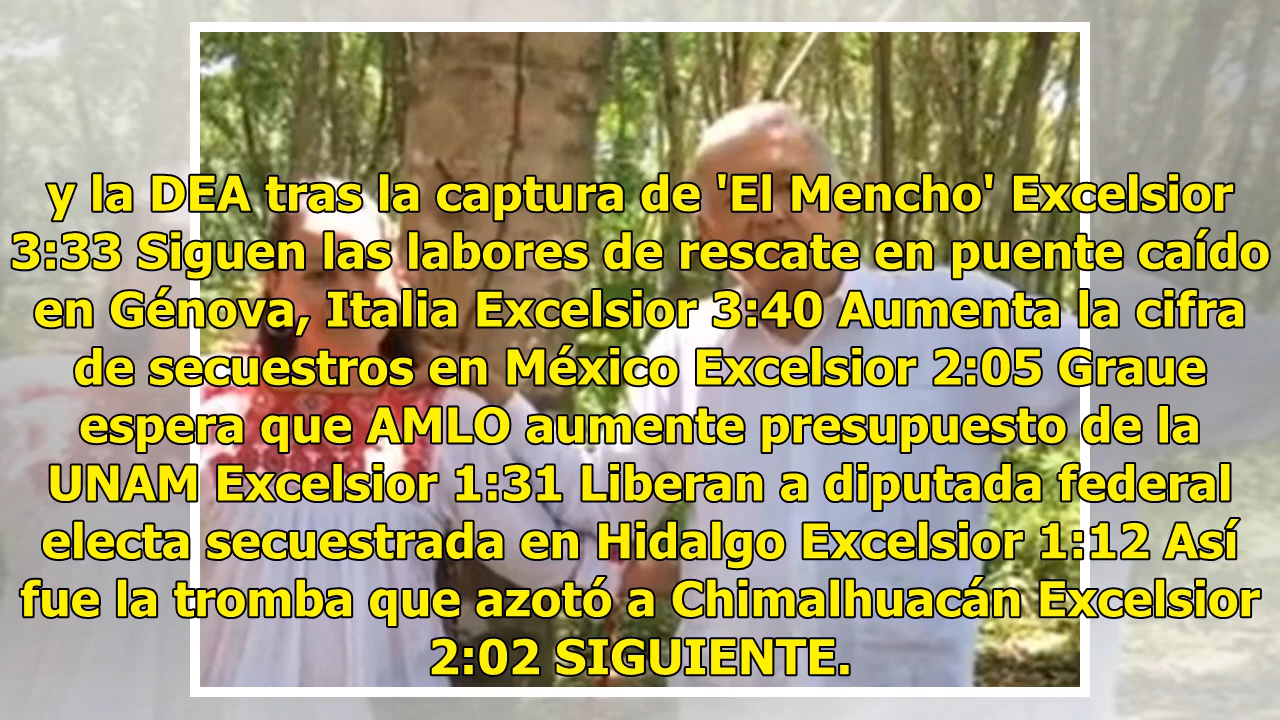 y la DEA tras la captura de 'El Mencho' Excelsior
3:33 Siguen las labores de rescate en puente caído
en Génova, Italia Excelsior 3:40 Aumenta la cifra
de secuestros en México Excelsior 2:05 Graue
espera que AMLO aumente presupuesto de la
UNAM Excelsior 1:31 Liberan a diputada federal
electa secuestrada en Hidalgo Excelsior 1:12 Así
fue la tromba que azotó a Chimalhuacán Excelsior
2:02 SIGUIENTE.